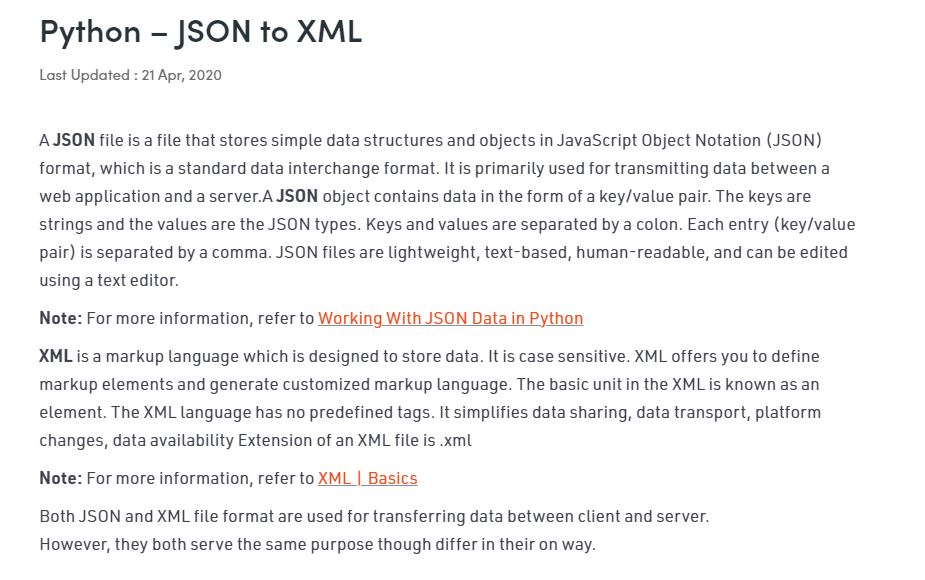 Python – JSON to XML
Last Updated : 21 Apr, 2020
A JSON file is a file that stores simple data structures and objects in JavaScript Object Notation (JSON)
format, which is a standard data interchange format. It is primarily used for transmitting data between a
web application and a server.A JSON object contains data in the form of a key/value pair. The keys are
strings and the values are the JSON types. Keys and values are separated by a colon. Each entry (key/value
pair) is separated by a comma. JSON files are lightweight, text-based, human-readable, and can be edited
using a text editor.
Note: For more information, refer to Working With JSON Data in Python
XML is a markup language which is designed to store data. It is case sensitive. XML offers you to define
markup elements and generate customized markup language. The basic unit in the XML is known as an
element. The XML language has no predefined tags. It simplifies data sharing, data transport, platform
changes, data availability Extension of an XML file is .xml
Note: For more information, refer to XML | Basics
Both JSON and XML file format are used for transferring data between client and server.
However, they both serve the same purpose though differ in their on way.